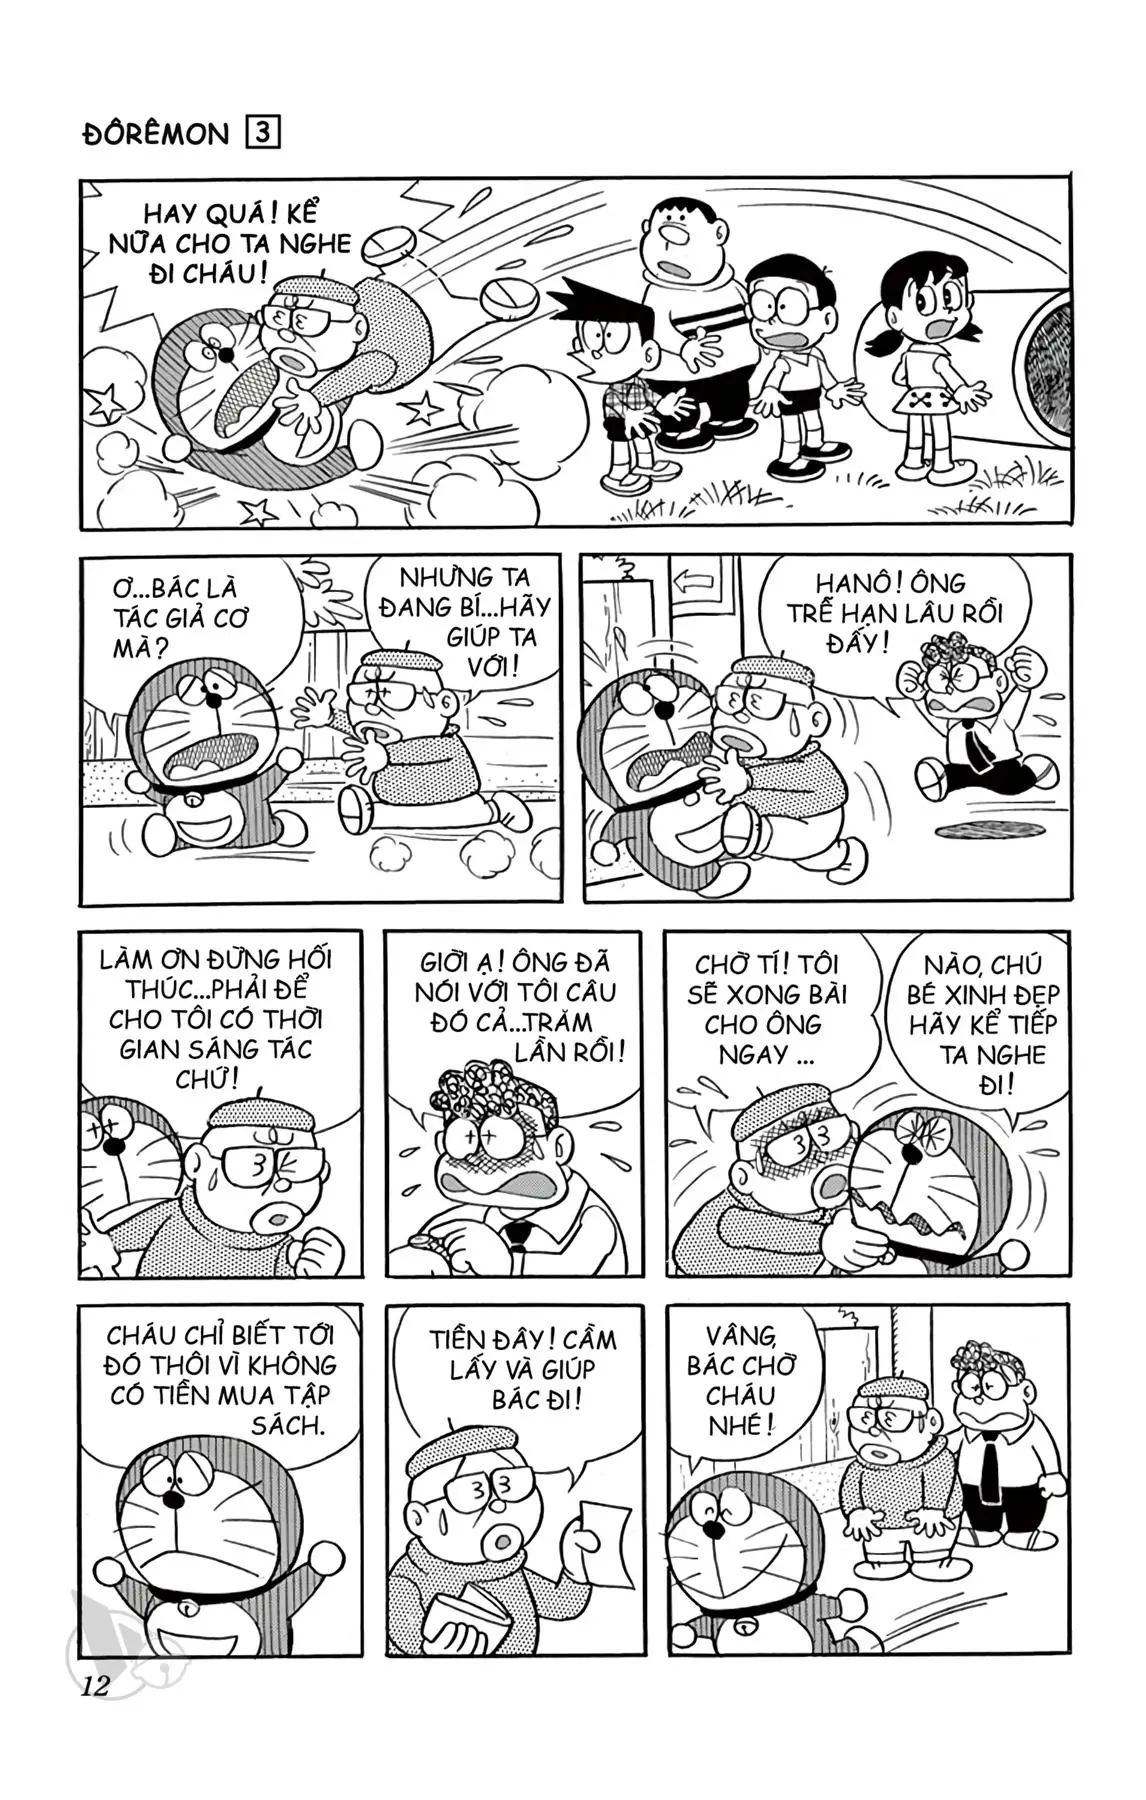 ĐÔRÊMON 3
HAY QUÁ! KỂ
NỮA CHO TA NGHE
ĐI CHÁU!
Ơ...BÁC LÀ
TÁC GIẢ CƠ
MÀ?
NHƯNG TA
ĐANG BÍ...HÃY
GIÚP TA
VỚI!
HANÔ! ÔNG
TRỄ HẠN LÂU RỒI
ĐẤY!
LÀM ƠN ĐỪNG HỐI
THÚC...PHẢI ĐỂ
CHO TÔI CÓ THỜI
GIAN SÁNG TÁC
CHỨ!
GIỜI Ạ! ÔNG ĐÃ
NÓI VỚI TÔI CÂU
ĐÓ CẢ...TRĂM
LẦN RỒI!
CHỜ TÍ! TÔI
SẼ XONG BÀI
CHO ÔNG
NGAY ...
NÀO, CHÚ
BÉ XINH ĐẸP
HÃY KỂ TIẾP
TA NGHE
ĐI!
CHÁU CHỈ BIẾT TỚI
ĐÓ THÔI VÌ KHÔNG
CÓ TIỀN MUA TẬP
SÁCH.
TIỀN ĐÂY! CẦM
LẤY VÀ GIÚP
BÁC ĐI!
VÂNG,
BÁC CHỜ
CHÁU
NHÉ!
12